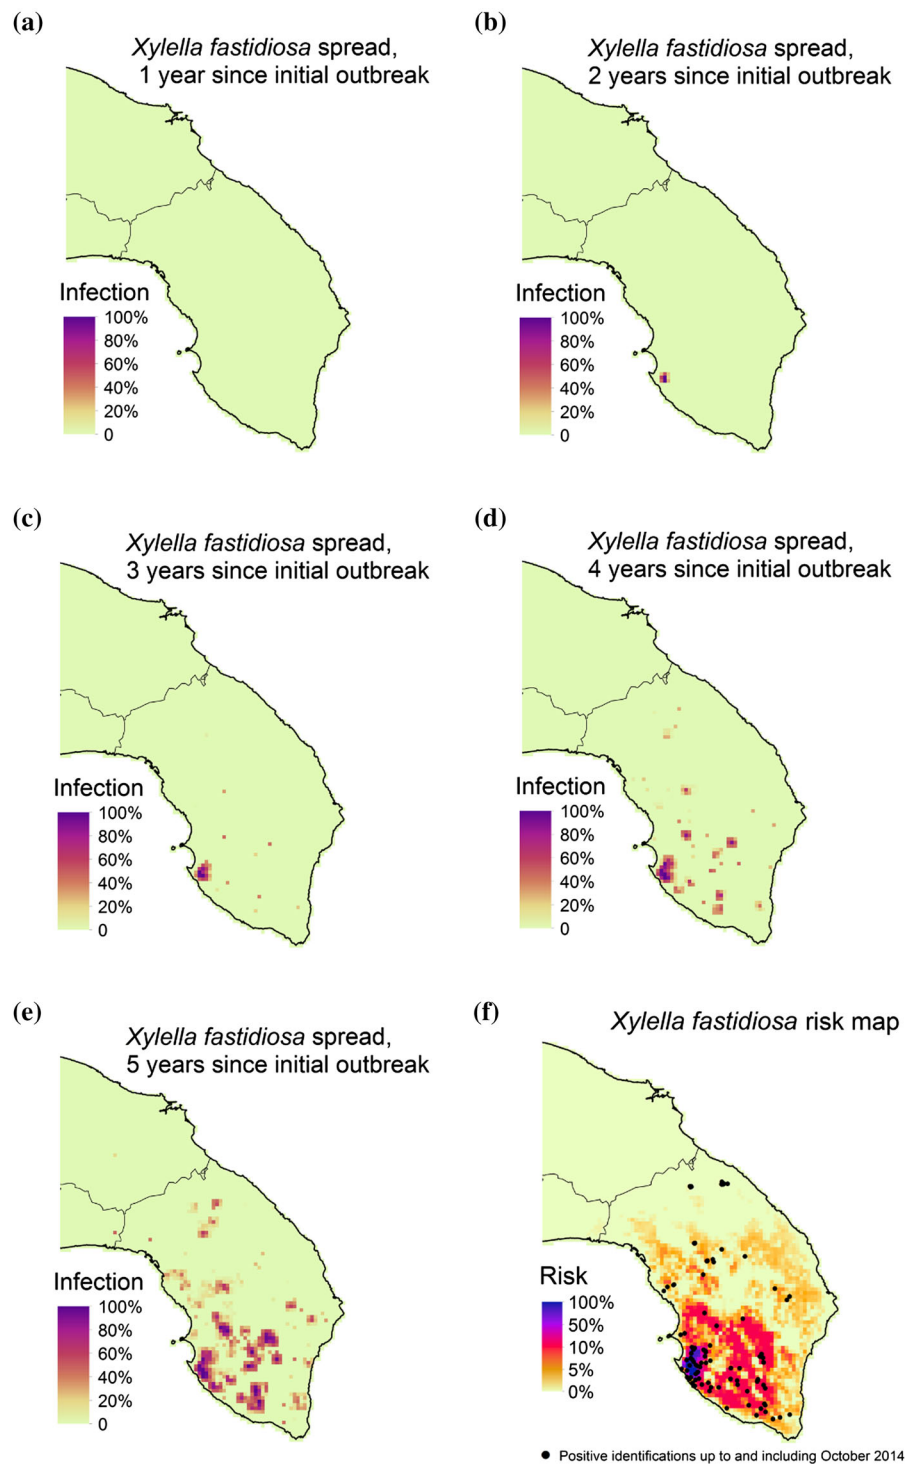 (a)
Xylella fastidiosa spread,
1 year since initial outbreak
Infection
100%
80%
60%
40%
20%
0
(b)
Xylella fastidiosa spread,
2 years since initial outbreak
Infection
100%
80%
60%
40%
20%
0
(c)
Xylella fastidiosa spread,
3 years since initial outbreak
Infection
100%
80%
60%
40%
20%
0
(d)
Xylella fastidiosa spread,
4 years since initial outbreak
Infection
100%
80%
60%
40%
20%
0
(e)
Xylella fastidiosa spread,
5 years since initial outbreak
Infection
100%
80%
60%
40%
20%
0
(f)
Xylella fastidiosa risk map
Risk
100%
50%
10%
5%
0%
Positive identifications up to and including October 2014